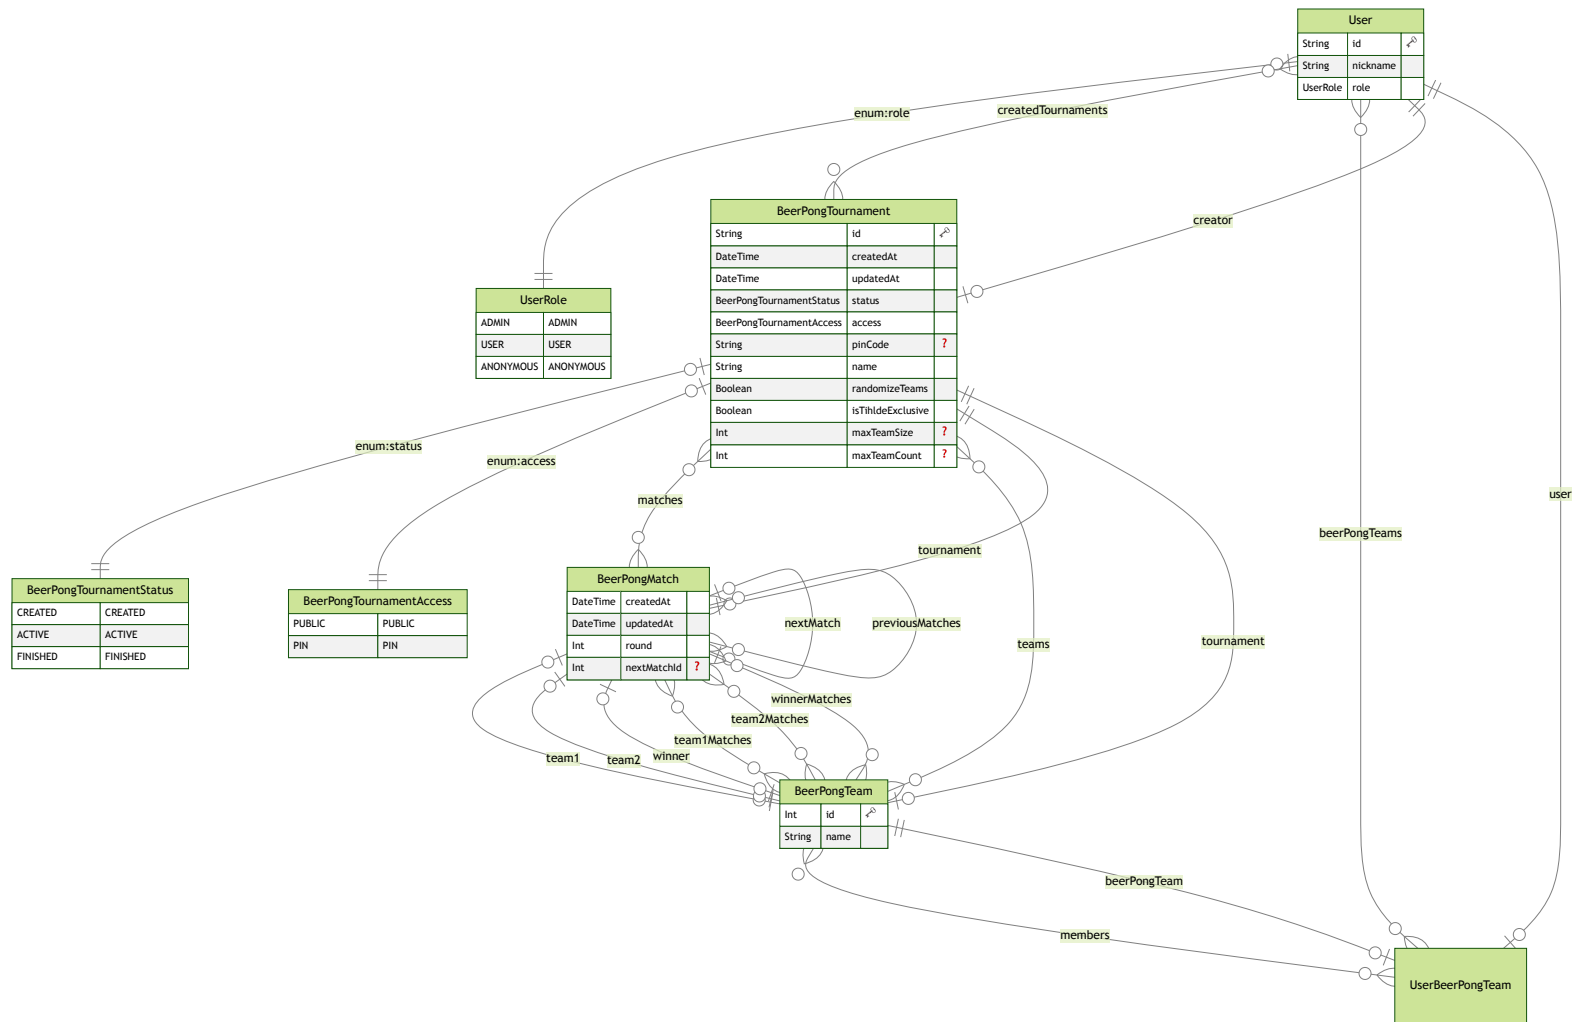 User
String id
String nickname
UserRole role
enum:role
createdTournaments
creator
BeerPongTournament
String id
DateTime createdAt
DateTime updatedAt
BeerPongTournamentStatus status
BeerPongTournamentAccess access
String pinCode ?
String name
Boolean randomizeTeams
Boolean isTihldeExclusive
Int maxTeamSize ?
Int maxTeamCount ?
UserRole
ADMIN ADMIN
USER USER
ANONYMOUS ANONYMOUS
enum:status
enum:access
matches
user
beerPongTeams
tournament
BeerPongTournamentStatus
CREATED CREATED
ACTIVE ACTIVE
FINISHED FINISHED
BeerPongTournamentAccess
PUBLIC PUBLIC
PIN PIN
BeerPongMatch
DateTime createdAt
DateTime updatedAt
Int round
Int nextMatchId ?
nextMatch
previousMatches
teams
tournament
winnerMatches
team2Matches
team1Matches
winner
team2
team1
BeerPongTeam
Int id
String name
beerPongTeam
members
UserBeerPongTeam